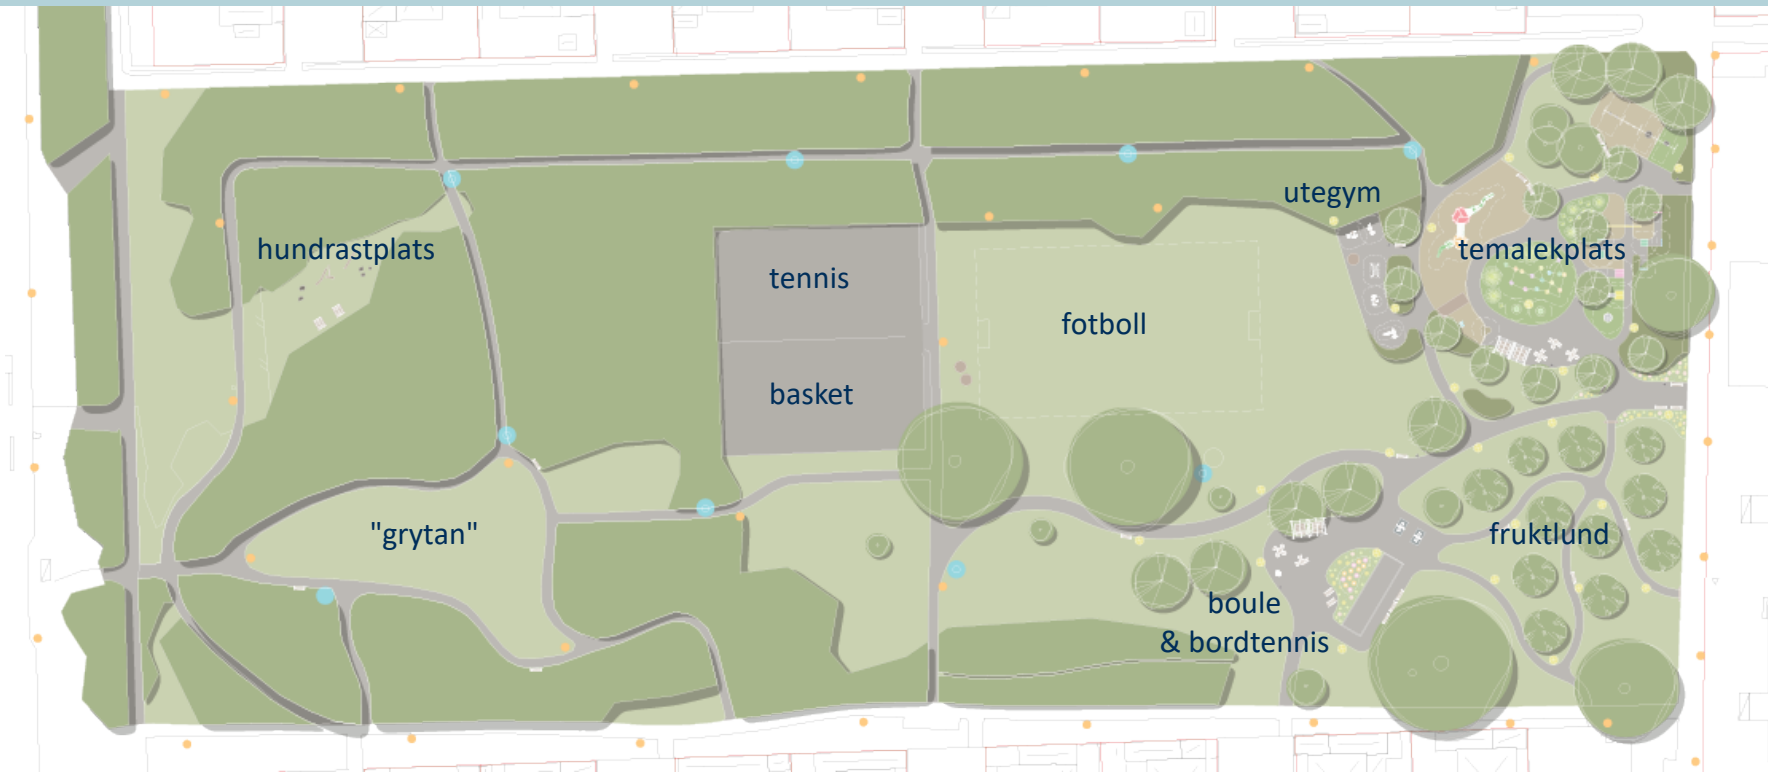 utegym
hundrastplats
temalekplats
tennis
fotboll
basket
"grytan"
fruktlund
boule
& bordtennis